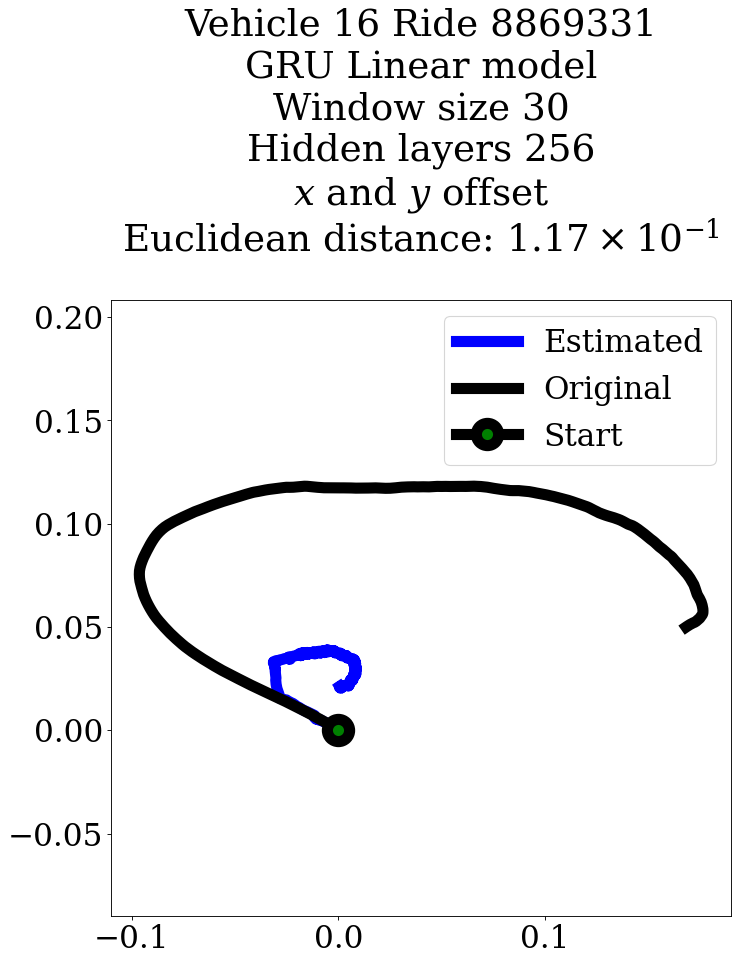 Vehicle 16 Ride 8869331
GRU Linear model
Window size 30
Hidden layers 256
x and y offset
Euclidean distance: 1.17 × 10⁻¹
Estimated
Original
Start
0.20
0.15
0.10
0.05
0.00
−0.05
−0.1 0.0 0.1